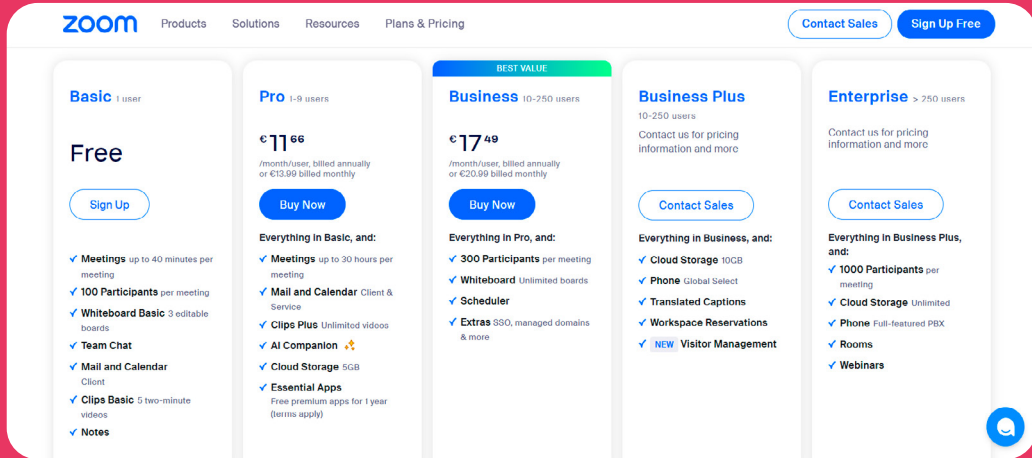 zoom Products Solutions Resources Plans & Pricing Contact Sales Sign Up Free
Basic 1 user
Free
Sign Up
Meetings up to 40 minutes per
meeting
100 Participants per meeting
Whiteboard Basic 3 editable
boards
Team Chat
Mail and Calendar
Client
Clips Basic 5 two-minute
videos
Notes
Pro 1-9 users
€ 11 66
/month/user, billed annually
or €13.99 billed monthly
Buy Now
Everything in Basic, and:
Meetings up to 30 hours per
meeting
Mail and Calendar Client &
Service
Clips Plus Unlimited videos
AI Companion
Cloud Storage 5GB
Essential Apps
Free premium apps for 1 year
(terms apply)
BEST VALUE
Business 10-250 users
€ 17 49
/month/user, billed annually
or €20.99 billed monthly
Buy Now
Everything in Pro, and:
300 Participants per meeting
Whiteboard Unlimited boards
Scheduler
Extras SSO, managed domains
& more
Business Plus
10-250 users
Contact us for pricing
information and more
Contact Sales
Everything in Business, and:
Cloud Storage 10GB
Phone Global Select
Translated Captions
Workspace Reservations
NEW Visitor Management
Enterprise > 250 users
Contact us for pricing
information and more
Contact Sales
Everything in Business Plus,
and:
1000 Participants per
meeting
Cloud Storage Unlimited
Phone Full-featured PBX
Rooms
Webinars